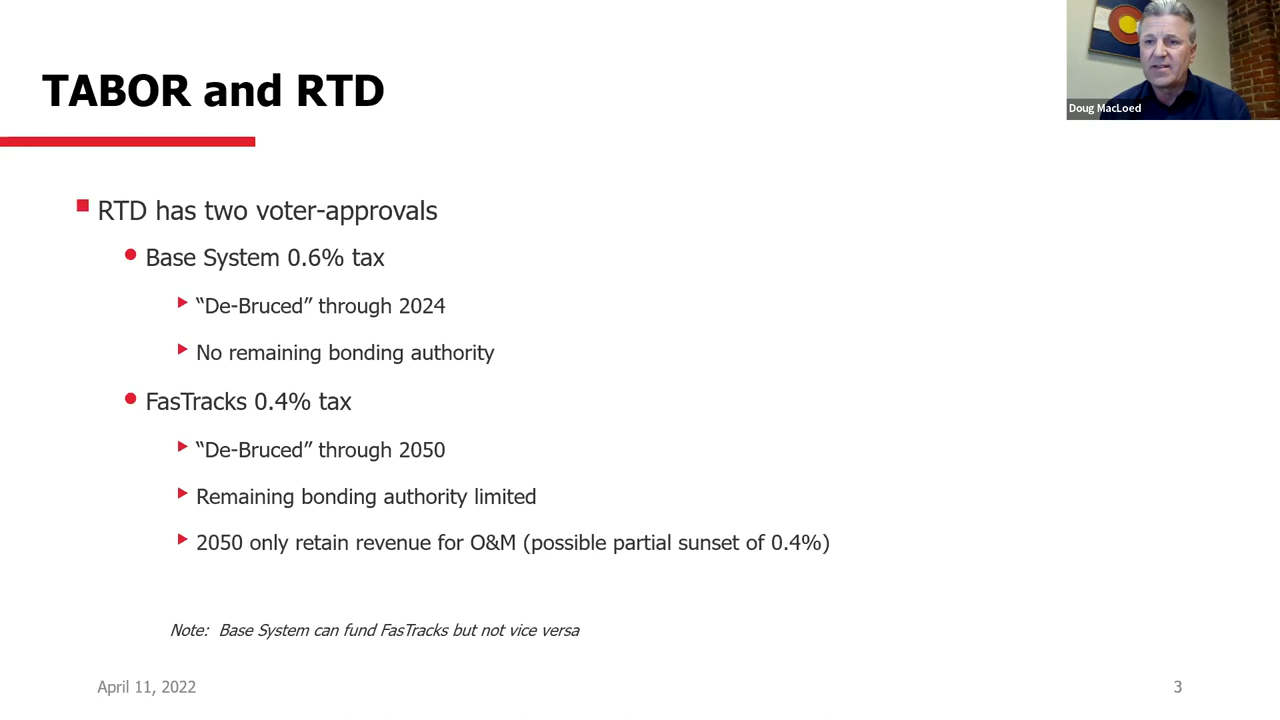 TABOR and RTD
Doug MacLoed
RTD has two voter-approvals
Base System 0.6% tax
“De-Bruced” through 2024
No remaining bonding authority
FasTracks 0.4% tax
“De-Bruced” through 2050
Remaining bonding authority limited
2050 only retain revenue for O&M (possible partial sunset of 0.4%)
Note: Base System can fund FasTracks but not vice versa
April 11, 2022
3